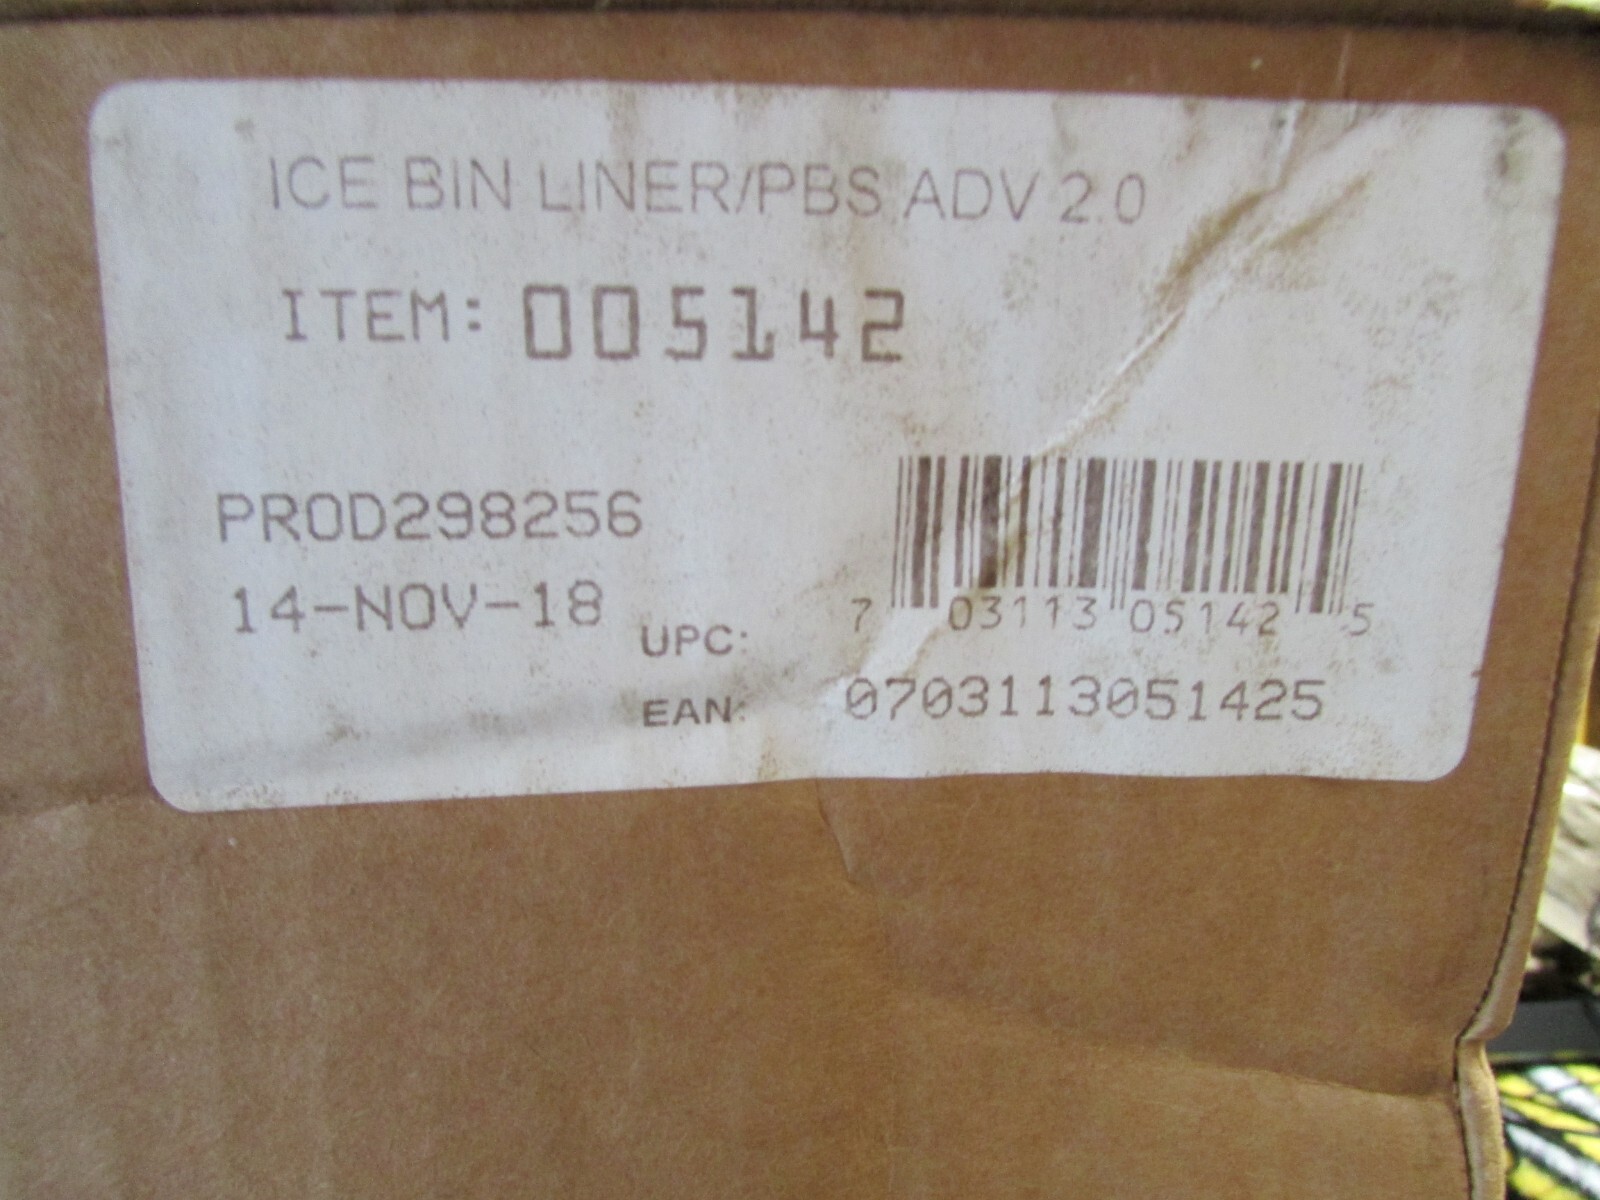 ICE BIN LINER/PBS ADV 2.0
ITEM: 005142
PROD298256
14-NOV-18
UPC: 7 03113 05142 5
EAN: 0703113051425